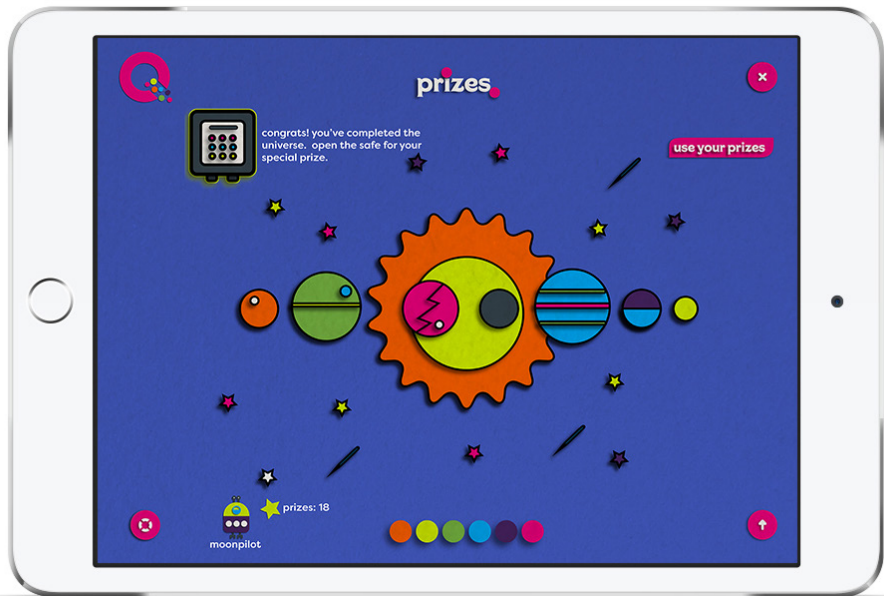 prizes.
congrats! you've completed the
universe. open the safe for your
special prize.
use your prizes
prizes: 18
moonpilot